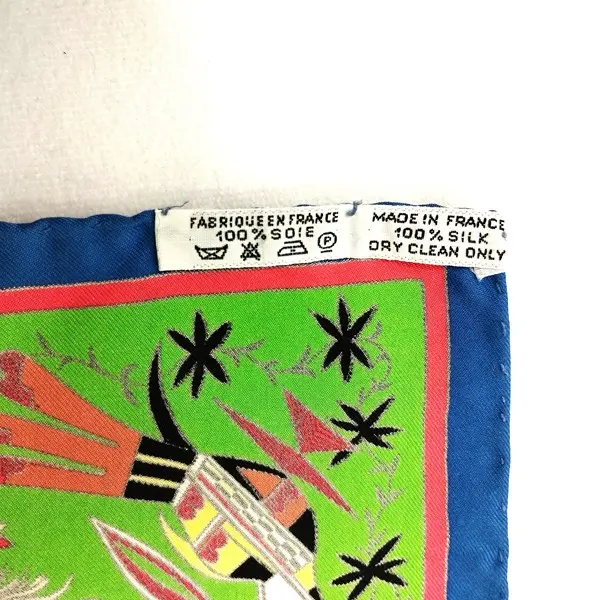 FABRIQUE EN FRANCE
100% SOIE
P
MADE IN FRANCE
100% SILK
DRY CLEAN ONLY